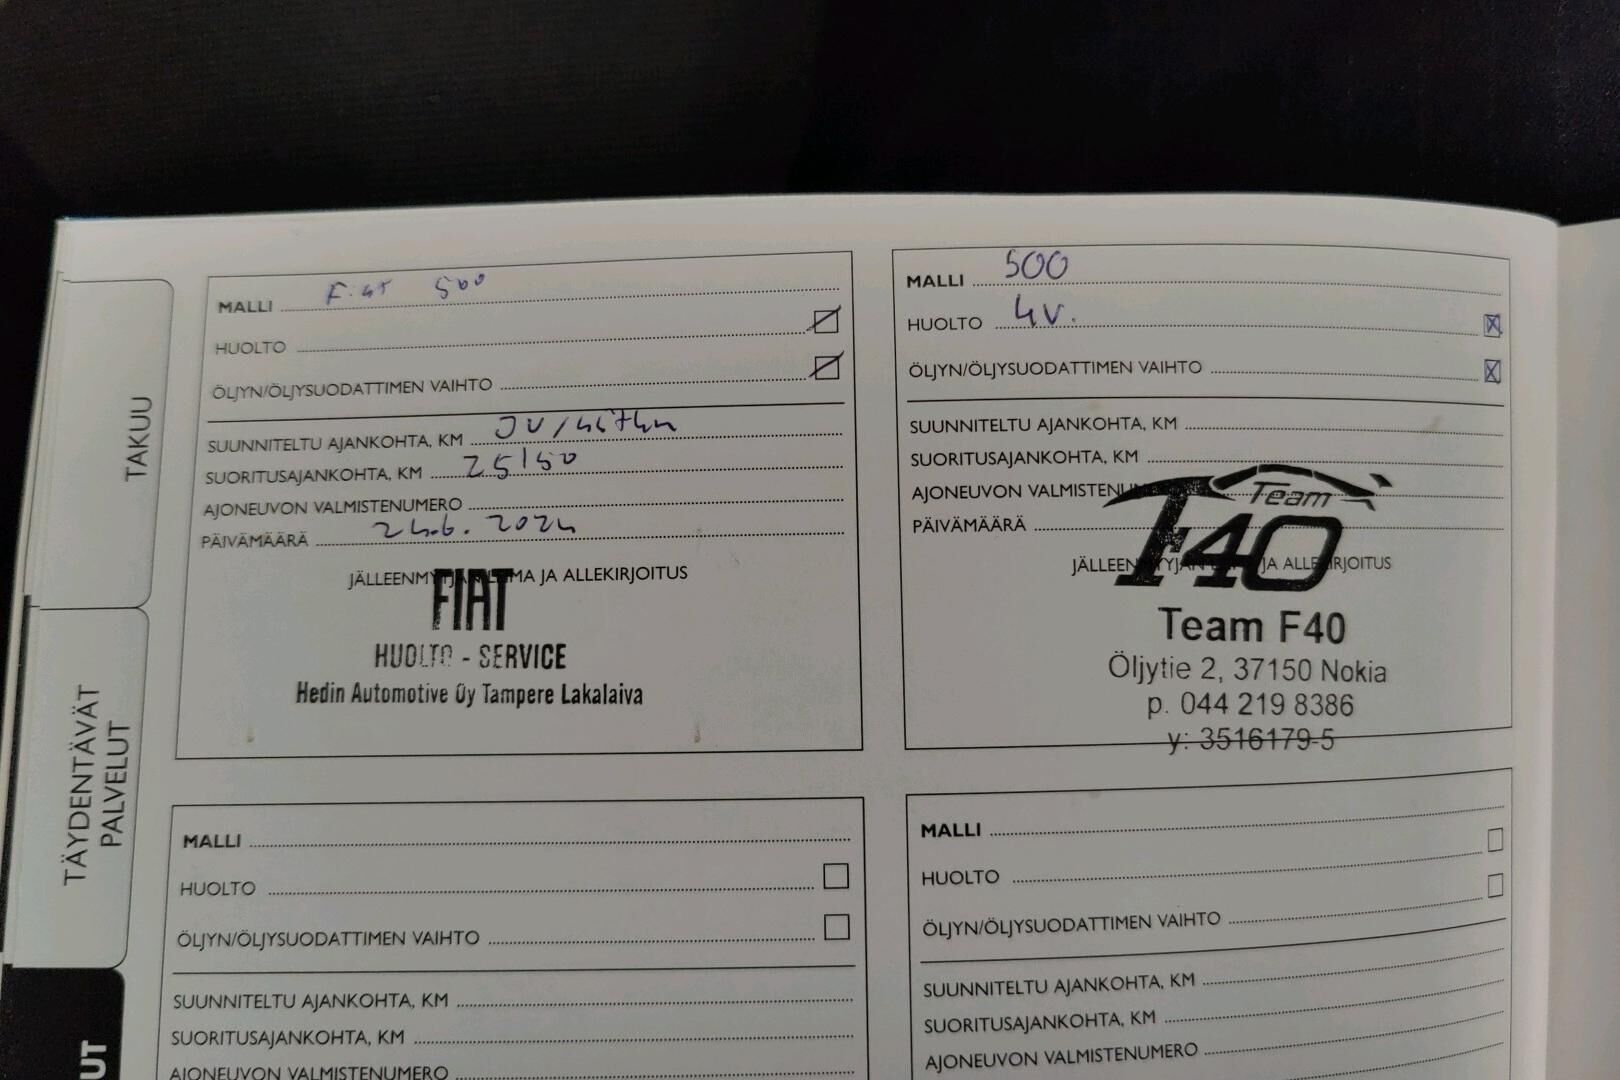 TAKUU
TÄYDENTÄVÄT
PALVELUT
UT
MALLI Fiat 500
HUOLTO
ÖLJYN/ÖLJYSUODATTIMEN VAIHTO
SUUNNITELTU AJANKOHTA, KM
SUORITUSAJANKOHTA, KM 25150
AJONEUVON VALMISTENUMERO
PÄIVÄMÄÄRÄ 24.6. 2024
JÄLLEENMYYJÄN LEIMA JA ALLEKIRJOITUS
FIAT
HUOLTO - SERVICE
Hedin Automotive Oy Tampere Lakalaiva
MALLI 500
HUOLTO 4v.
ÖLJYN/ÖLJYSUODATTIMEN VAIHTO
SUUNNITELTU AJANKOHTA, KM
SUORITUSAJANKOHTA, KM
AJONEUVON VALMISTENU
PÄIVÄMÄÄRÄ
JÄLLEENMYYJÄN LEIMA JA ALLEKIRJOITUS
Team
F40
Team F40
Öljytie 2, 37150 Nokia
p. 044 219 8386
y: 3516179-5
MALLI
HUOLTO
ÖLJYN/ÖLJYSUODATTIMEN VAIHTO
SUUNNITELTU AJANKOHTA, KM
SUORITUSAJANKOHTA, KM
AJONEUVON VALMISTENUMERO
MALLI
HUOLTO
ÖLJYN/ÖLJYSUODATTIMEN VAIHTO
SUUNNITELTU AJANKOHTA, KM
SUORITUSAJANKOHTA, KM
AJONEUVON VALMISTENUMERO